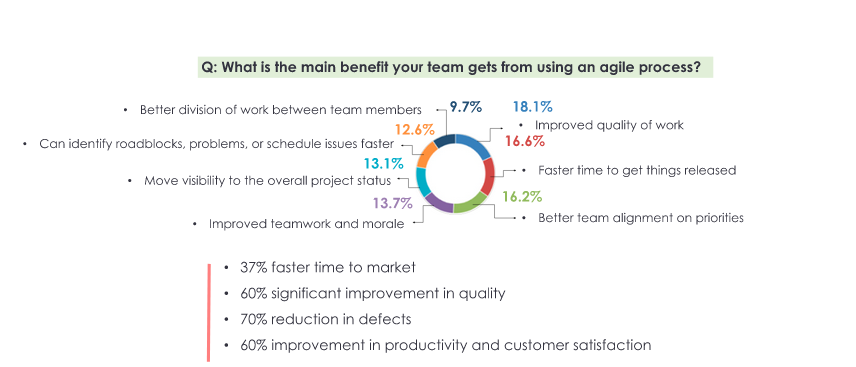 Q: What is the main benefit your team gets from using an agile process?
• Better division of work between team members
9.7%
18.1%
• Improved quality of work
12.6%
• Can identify roadblocks, problems, or schedule issues faster
16.6%
13.1%
• Faster time to get things released
• Move visibility to the overall project status
16.2%
13.7%
• Better team alignment on priorities
• Improved teamwork and morale
• 37% faster time to market
• 60% significant improvement in quality
• 70% reduction in defects
• 60% improvement in productivity and customer satisfaction